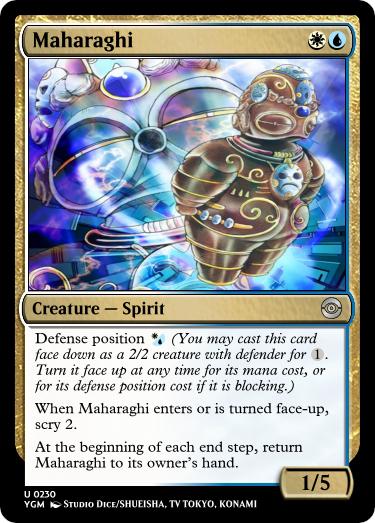 Maharaghi
Creature — Spirit
Defense position (You may cast this card
face down as a 2/2 creature with defender for 1.
Turn it face up at any time for its mana cost, or
for its defense position cost if it is blocking.)
When Maharaghi enters or is turned face-up,
scry 2.
At the beginning of each end step, return
Maharaghi to its owner's hand.
1/5
U 0230
YGM Studio Dice/SHUEISHA, TV TOKYO, KONAMI